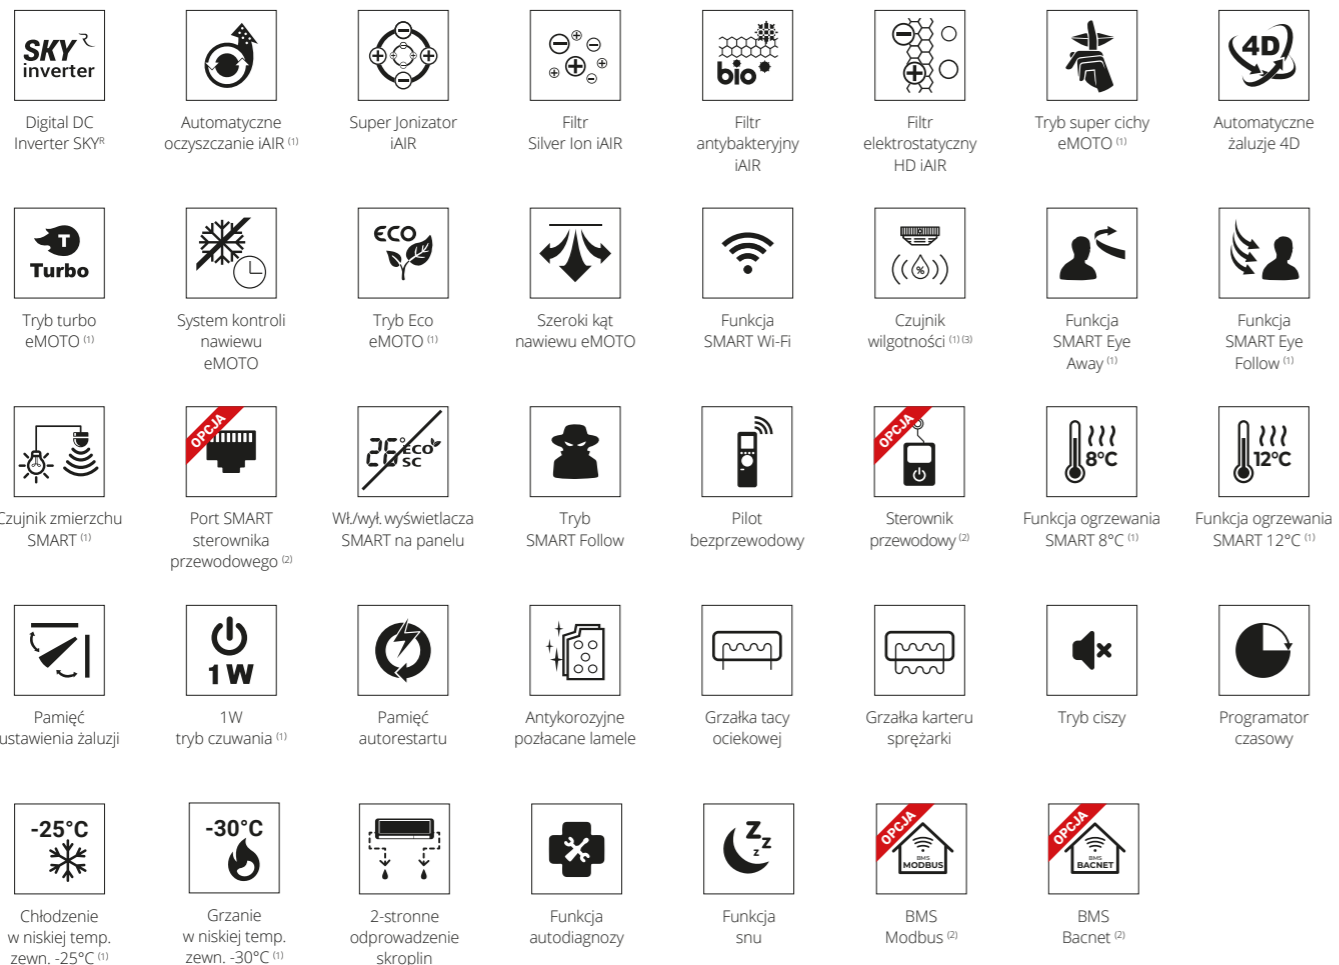 SKY R
inverter
bio
4D
Digital DC
Inverter SKYᴿ
Automatyczne
oczyszczanie iAIR (1)
Super Jonizator
iAIR
Filtr
Silver Ion iAIR
Filtr
antybakteryjny
iAIR
Filtr
elektrostatyczny
HD iAIR
Tryb super cichy
eMOTO (1)
Automatyczne
żaluzje 4D
T
Turbo
ECO
%
Tryb turbo
eMOTO (1)
System kontroli
nawiewu
eMOTO
Tryb Eco
eMOTO (1)
Szeroki kąt
nawiewu eMOTO
Funkcja
SMART Wi-Fi
Czujnik
wilgotności (1) (3)
Funkcja
SMART Eye
Away (1)
Funkcja
SMART Eye
Follow (1)
OPCJA
26° ECO
SC
OPCJA
8°C
12°C
Czujnik zmierzchu
SMART (1)
Port SMART
sterownika
przewodowego (2)
Wł./wył. wyświetlacza
SMART na panelu
Tryb
SMART Follow
Pilot
bezprzewodowy
Sterownik
przewodowy (2)
Funkcja ogrzewania
SMART 8°C (1)
Funkcja ogrzewania
SMART 12°C (1)
1W
Pamięć
ustawienia żaluzji
1W
tryb czuwania (1)
Pamięć
autorestartu
Antykorozyjne
pozłacane lamele
Grzałka tacy
ociekowej
Grzałka karteru
sprężarki
Tryb ciszy
Programator
czasowy
-25°C
-30°C
Z Z z
OPCJA
BMS
MODBUS
OPCJA
BMS
BACNET
Chłodzenie
w niskiej temp.
zewn. -25°C (1)
Grzanie
w niskiej temp.
zewn. -30°C (1)
2-stronne
odprowadzenie
skroplin
Funkcja
autodiagnozy
Funkcja
snu
BMS
Modbus (2)
BMS
Bacnet (2)